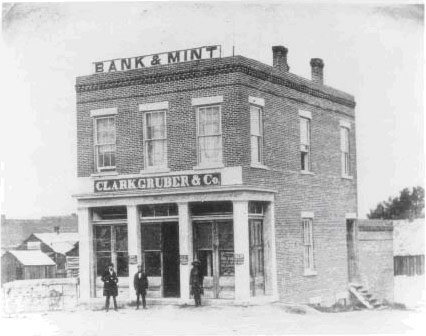 BANK & MINT
CLARK, GRUBER & Co.